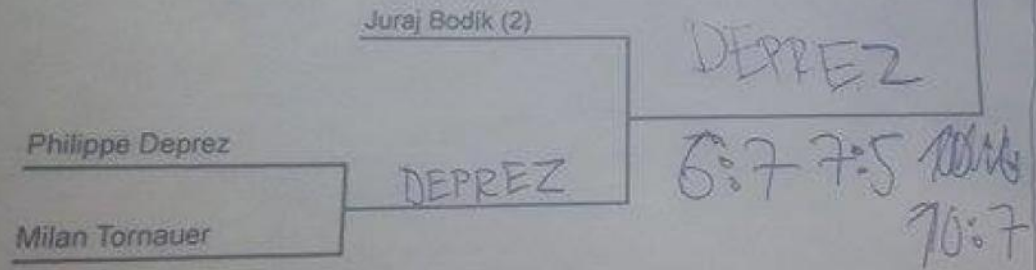 Juraj Bodík (2)
DEPREZ
Philippe Deprez
DEPREZ
6:7 7:5
Milan Tornauer
10:7